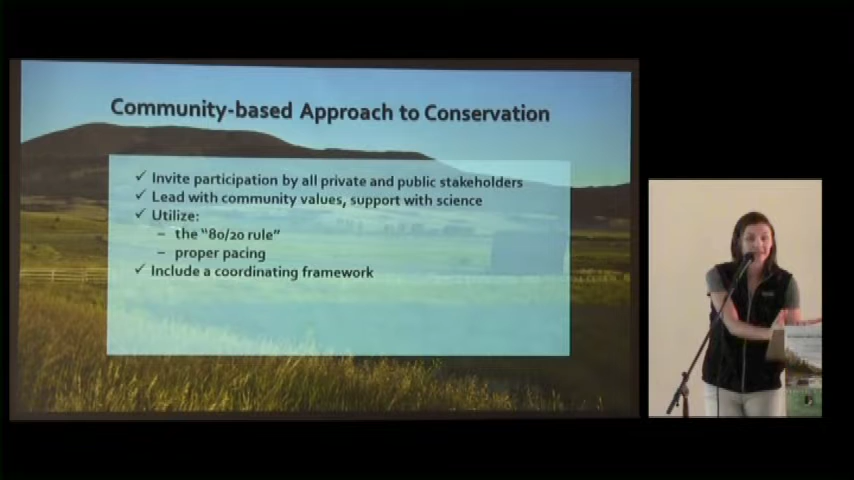 Community-based Approach to Conservation
✓ Invite participation by all private and public stakeholders
✓ Lead with community values, support with science
✓ Utilize:
– the "80/20 rule"
– proper pacing
✓ Include a coordinating framework